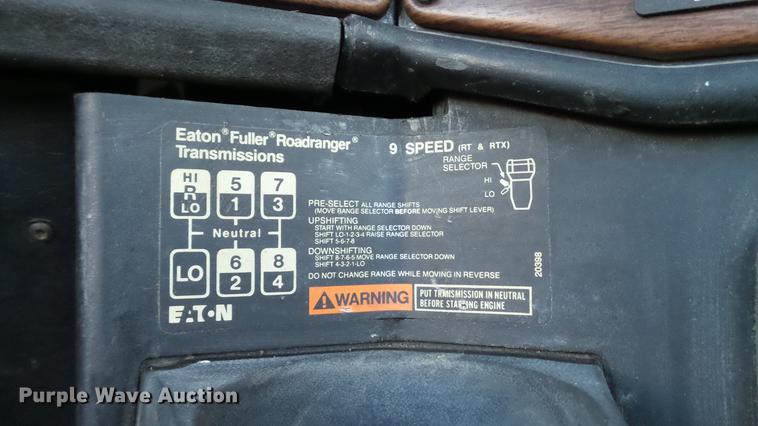 Eaton® Fuller® Roadranger®
Transmissions
9 SPEED (RT & RTX)
RANGE
SELECTOR
HI
LO
HI
R
LO
5
1
7
3
Neutral
LO
6
2
8
4
PRE-SELECT ALL RANGE SHIFTS
(MOVE RANGE SELECTOR BEFORE MOVING SHIFT LEVER)
UPSHIFTING
START WITH RANGE SELECTOR DOWN
SHIFT LO-1-2-3-4 RAISE RANGE SELECTOR
SHIFT 5-6-7-8
DOWNSHIFTING
SHIFT 8-7-6-5 MOVE RANGE SELECTOR DOWN
SHIFT 4-3-2-1-LO
DO NOT CHANGE RANGE WHILE MOVING IN REVERSE
20398
WARNING
PUT TRANSMISSION IN NEUTRAL
BEFORE STARTING ENGINE
EATON
Purple Wave Auction